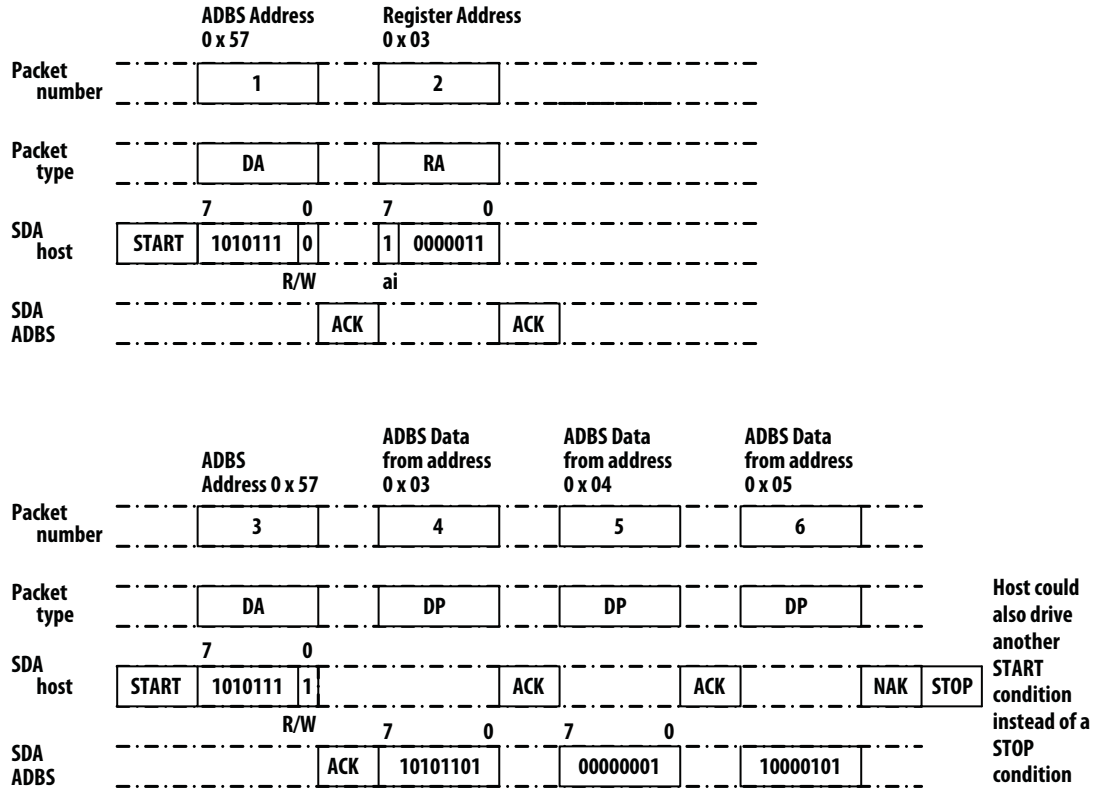 ADBS Address
0 x 57
Register Address
0 x 03
Packet
number
1
2
Packet
type
DA
RA
7 0 7 0
SDA
host
START 1010111 0 1 0000011
R/W ai
SDA
ADBS
ACK ACK
ADBS
Address 0 x 57
ADBS Data
from address
0 x 03
ADBS Data
from address
0 x 04
ADBS Data
from address
0 x 05
Packet
number
3 4 5 6
Packet
type
DA DP DP DP
7 0
SDA
host
START 1010111 1 ACK ACK NAK STOP
R/W
7 0 7 0
SDA
ADBS
ACK 10101101 00000001 10000101
Host could
also drive
another
START
condition
instead of a
STOP
condition